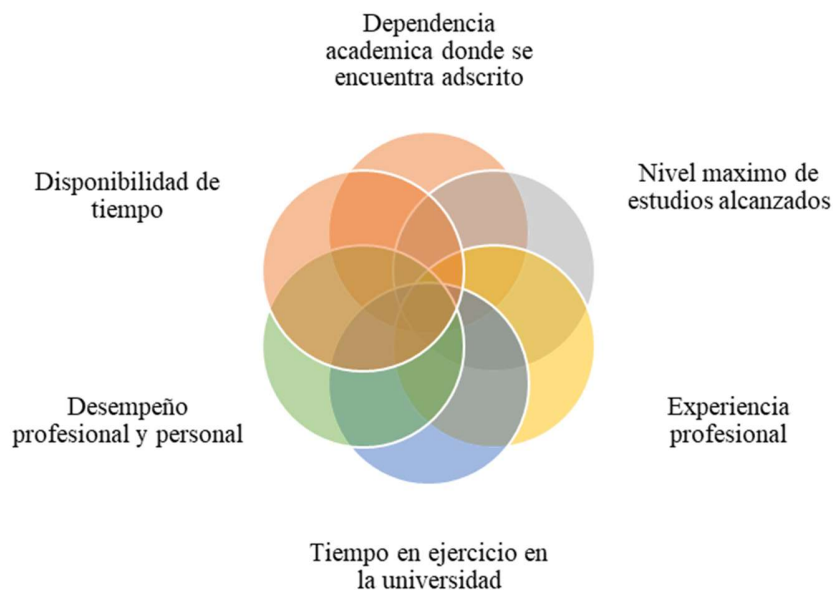 Dependencia
academica donde se
encuentra adscrito
Nivel maximo de
estudios alcanzados
Experiencia
profesional
Tiempo en ejercicio en
la universidad
Desempeño
profesional y personal
Disponibilidad de
tiempo